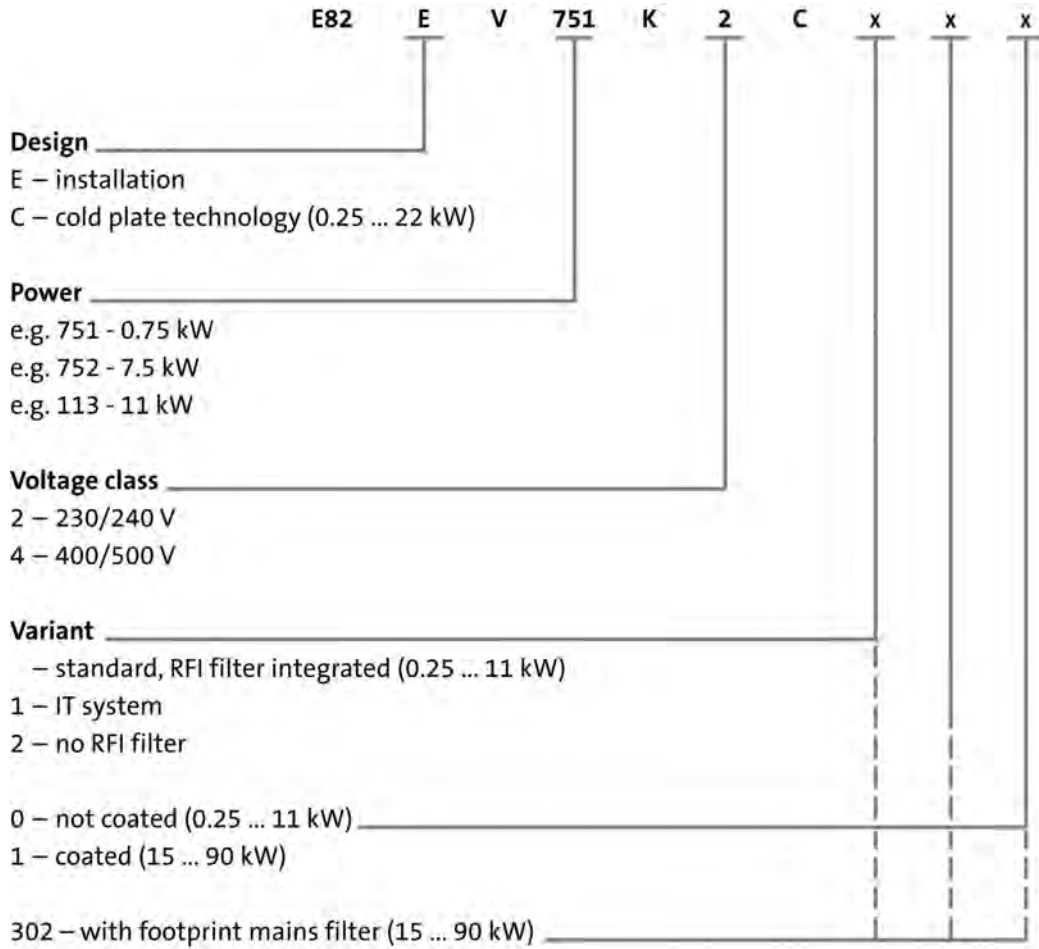 E82 E V 751 K 2 C x x x
Design
E – installation
C – cold plate technology (0.25 ... 22 kW)
Power
e.g. 751 - 0.75 kW
e.g. 752 - 7.5 kW
e.g. 113 - 11 kW
Voltage class
2 – 230/240 V
4 – 400/500 V
Variant
– standard, RFI filter integrated (0.25 ... 11 kW)
1 – IT system
2 – no RFI filter
0 – not coated (0.25 ... 11 kW)
1 – coated (15 ... 90 kW)
302 – with footprint mains filter (15 ... 90 kW)